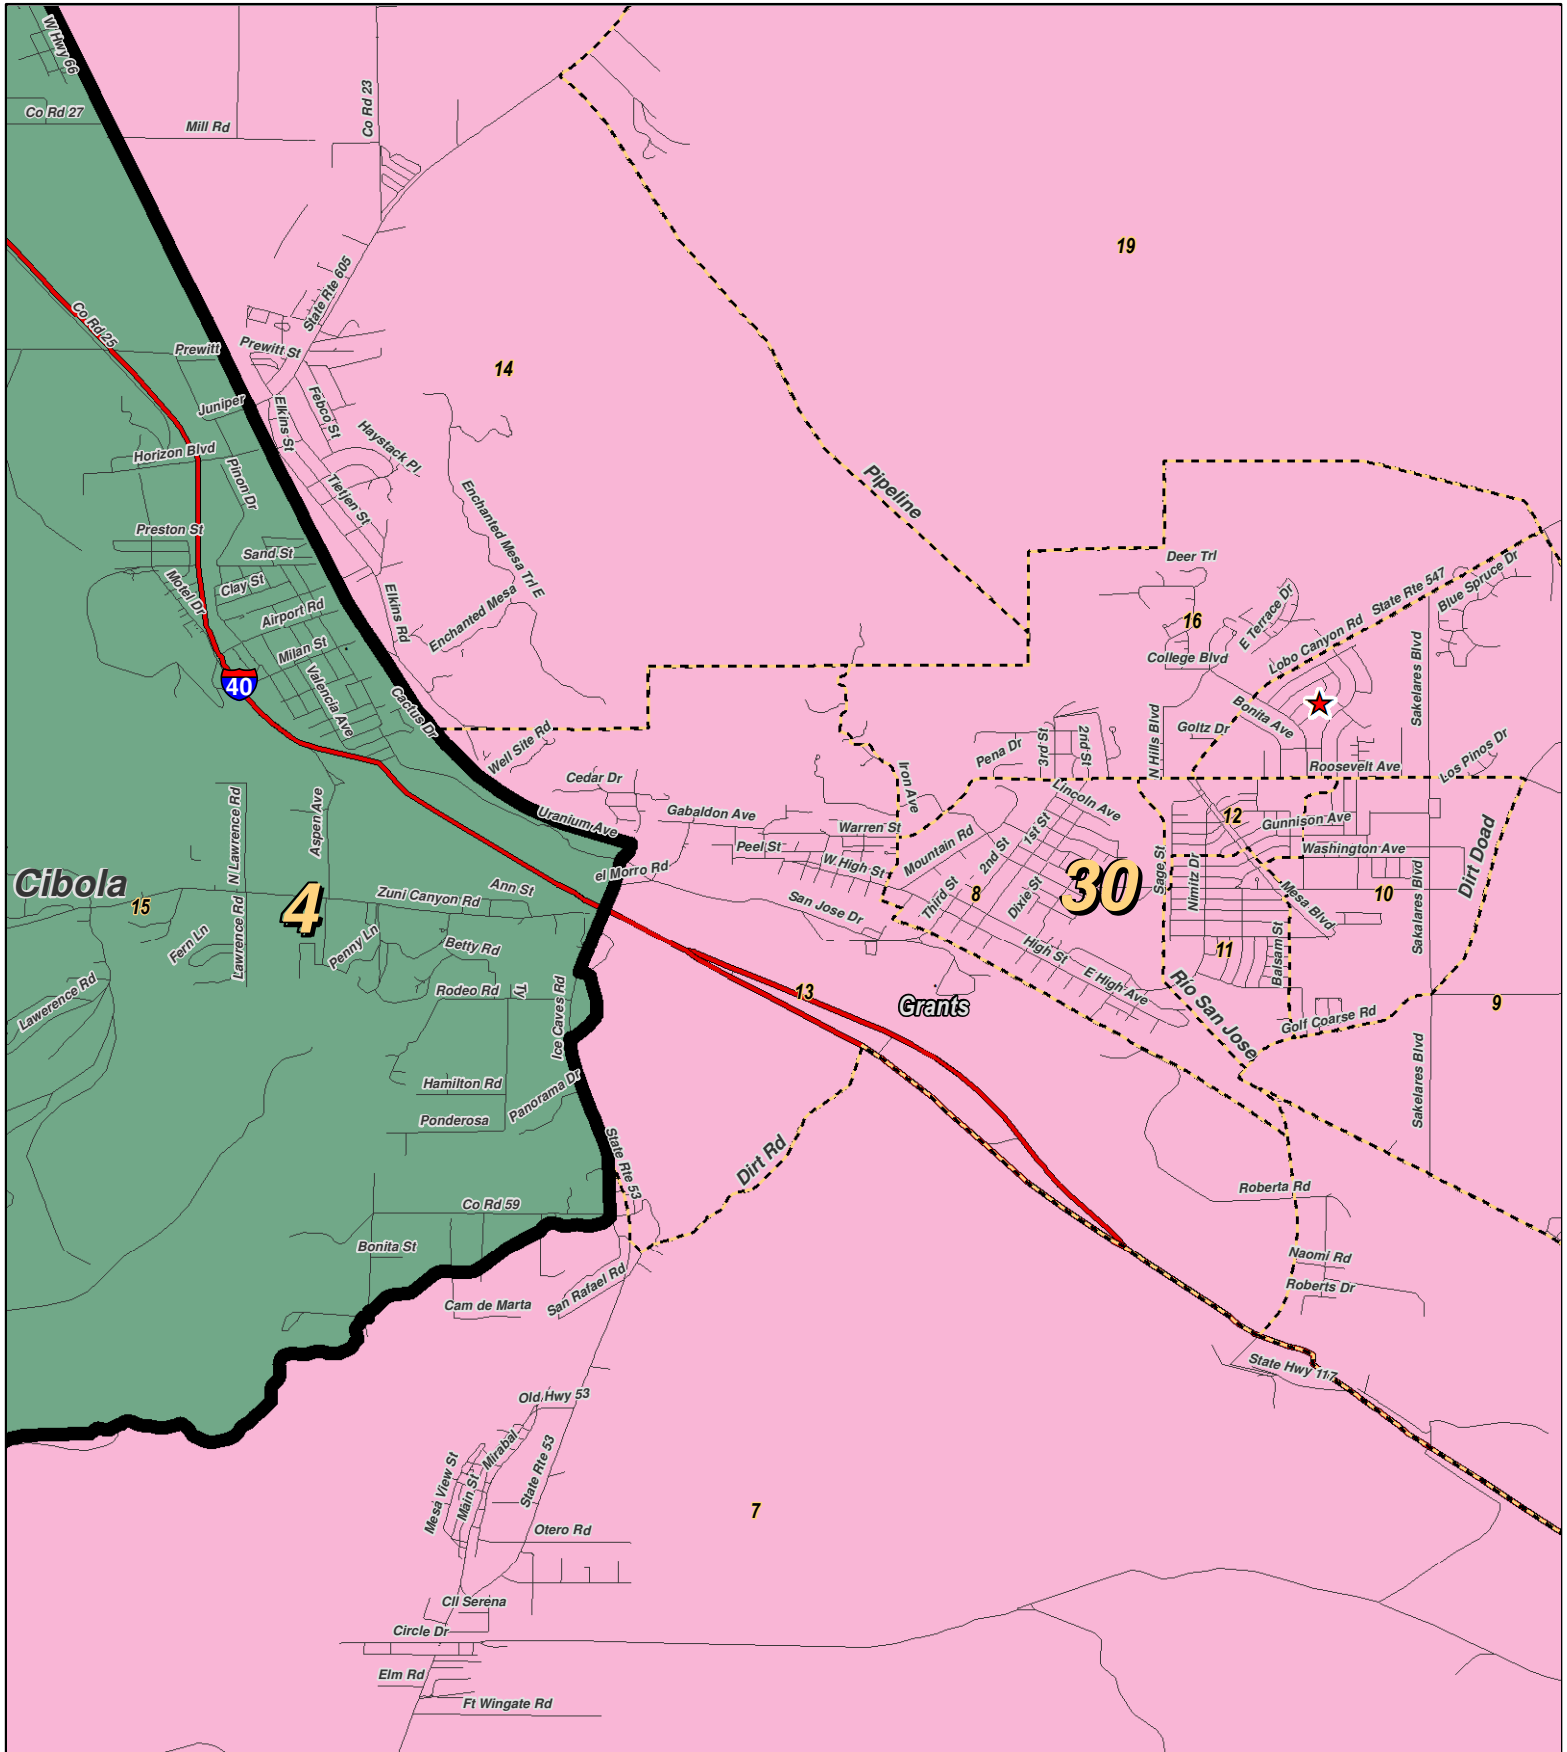 W Hwy 66
Co Rd 27
Mill Rd
Co Rd 23
19
State Rte 605
Co Rd 25
Prewitt
Prewitt St
14
Juniper
Elkins St
Febco St
Haystack Pl
Horizon Blvd
Pinon Dr
Tietjen St
Pipeline
Enchanted Mesa Trl E
Preston St
Sand St
Deer Trl
Motel Dr
Clay St
State Rte 547
Blue Spruce Dr
Airport Rd
Elkins Rd
Enchanted Mesa
16
E Terrace Dr
Lobo Canyon Rd
Milan St
College Blvd
40
Valencia Ave
Cactus Dr
Sakelares Blvd
Bonita Ave
Goltz Dr
N Hills Blvd
Well Site Rd
Pena Dr
3rd St
2nd St
Los Pinos Dr
Roosevelt Ave
Cedar Dr
Iron Ave
Lincoln Ave
N Lawrence Rd
Aspen Ave
Uranium Ave
Gabaldon Ave
Warren St
Mountain Rd
1st St
12
Gunnison Ave
Peel St
W High St
2nd St
Washington Ave
Dirt Doad
el Morro Rd
Cibola
4
15
Zuni Canyon Rd
Ann St
San Jose Dr
Third St
8
Dixie St
30
Sage St
Nimitz Dr
Mesa Blvd
10
Sakalares Blvd
Fern Ln
Lawrence Rd
Penny Ln
Betty Rd
High St
11
Balsam St
Lawerence Rd
Rodeo Rd
Ty
Ice Caves Rd
13
Grants
E High Ave
Rio San Jose
Golf Coarse Rd
9
Hamilton Rd
Panorama Dr
Ponderosa
Sakelares Blvd
State Rte 53
Dirt Rd
Roberta Rd
Co Rd 59
Bonita St
Naomi Rd
San Rafael Rd
Roberts Dr
Cam de Marta
State Hwy 117
Old Hwy 53
Mirabal
Mesa View St
Main St
State Rte 53
7
Otero Rd
Cll Serena
Circle Dr
Elm Rd
Ft Wingate Rd